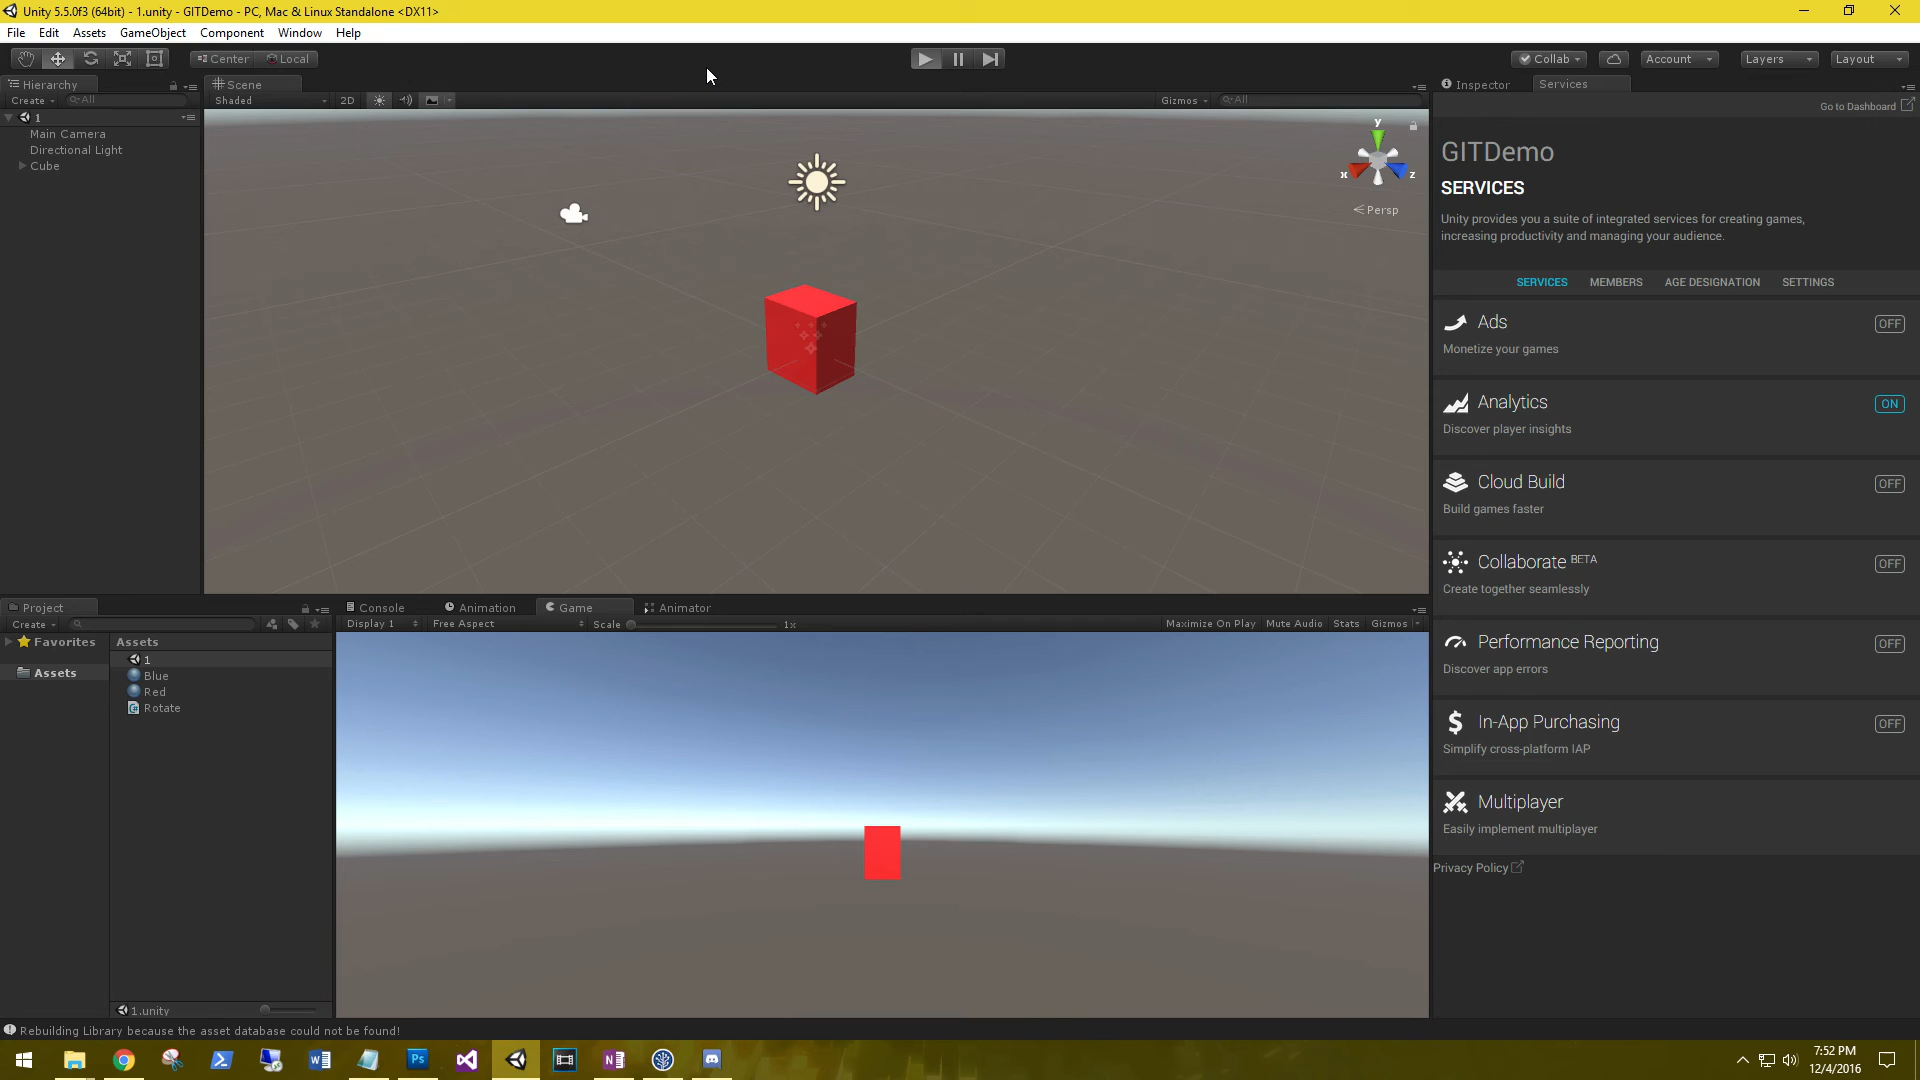 Unity 5.5.0f3 (64bit) - 1.unity - GITDemo - PC, Mac & Linux Standalone <DX11>
File Edit Assets GameObject Component Window Help
Center Local
Collab Account Layers Layout
Hierarchy
Create All
1
Main Camera
Directional Light
Cube
Scene
Shaded 2D Gizmos All
y
x z
Persp
Inspector Services
Go to Dashboard
GITDemo
SERVICES
Unity provides you a suite of integrated services for creating games,
increasing productivity and managing your audience.
SERVICES MEMBERS AGE DESIGNATION SETTINGS
Ads OFF
Monetize your games
Analytics ON
Discover player insights
Cloud Build OFF
Build games faster
Collaborate BETA OFF
Create together seamlessly
Performance Reporting OFF
Discover app errors
In-App Purchasing OFF
Simplify cross-platform IAP
Multiplayer
Easily implement multiplayer
Privacy Policy
Project
Create
Favorites
Assets
Assets
1
Blue
Red
Rotate
1.unity
Console Animation Game Animator
Display 1 Free Aspect Scale 1x Maximize On Play Mute Audio Stats Gizmos
Rebuilding Library because the asset database could not be found!
Ps
7:52 PM
12/4/2016